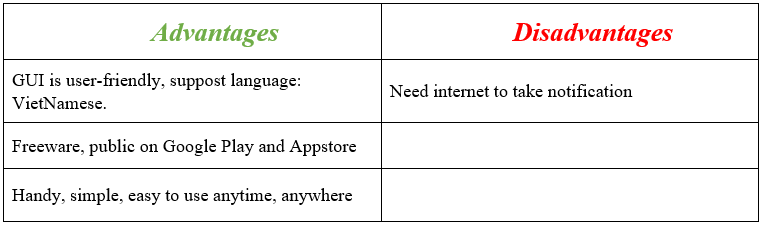 Advantages
Disadvantages
GUI is user-friendly, suppost language:
VietNamese.
Need internet to take notification
Freeware, public on Google Play and Appstore
Handy, simple, easy to use anytime, anywhere